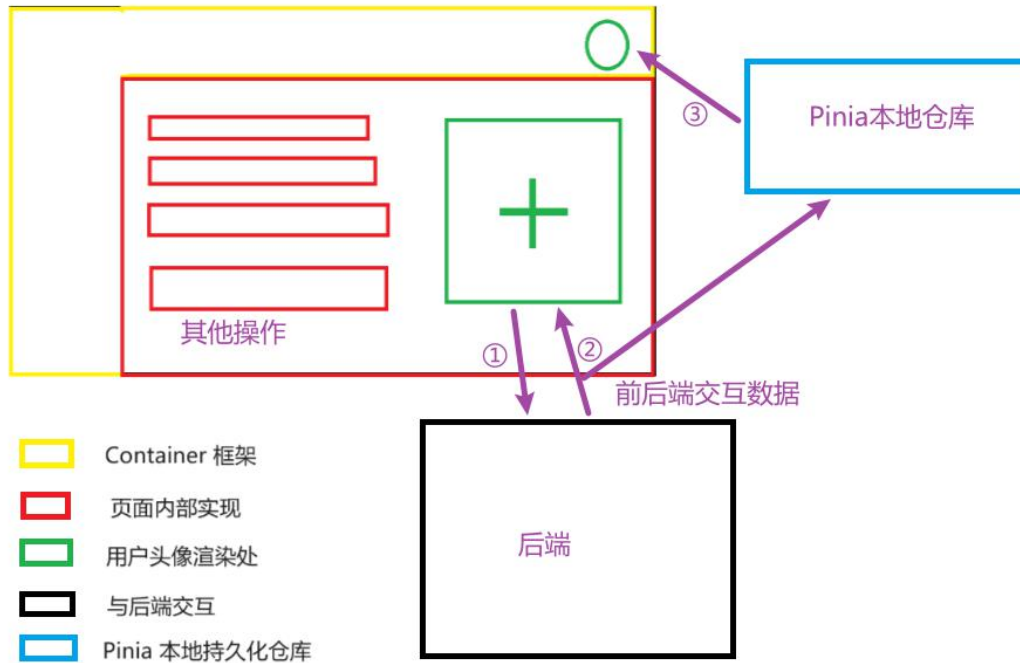 ③
Pinia本地仓库
其他操作
①
②
前后端交互数据
后端
Container 框架
页面内部实现
用户头像渲染处
与后端交互
Pinia 本地持久化仓库